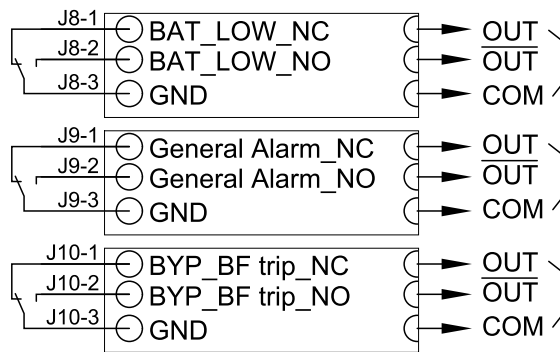 J8-1 BAT_LOW_NC OUT
J8-2 BAT_LOW_NO OUT
J8-3 GND COM
J9-1 General Alarm_NC OUT
J9-2 General Alarm_NO OUT
J9-3 GND COM
J10-1 BYP_BF trip_NC OUT
J10-2 BYP_BF trip_NO OUT
J10-3 GND COM